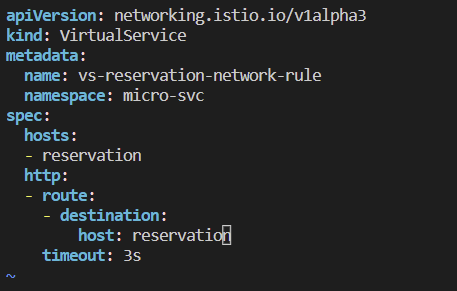 apiVersion: networking.istio.io/v1alpha3
kind: VirtualService
metadata:
  name: vs-reservation-network-rule
  namespace: micro-svc
spec:
  hosts:
  - reservation
  http:
  - route:
    - destination:
        host: reservation
    timeout: 3s
~